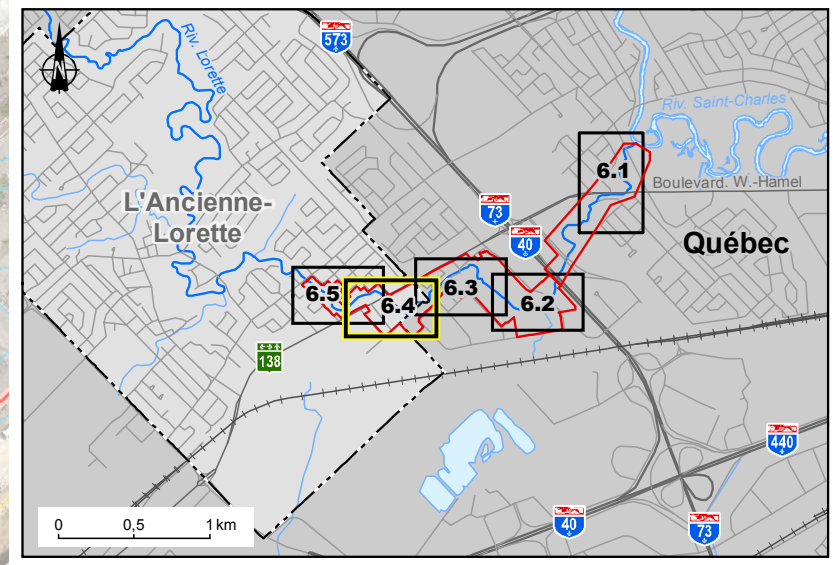 573
Riv. Lorette
Riv. Saint-Charles
6.1
Boulevard. W.-Hamel
L'Ancienne-
Lorette
73
40
Québec
6.5
6.4
6.3
6.2
138
440
0 0,5 1 km
40
73